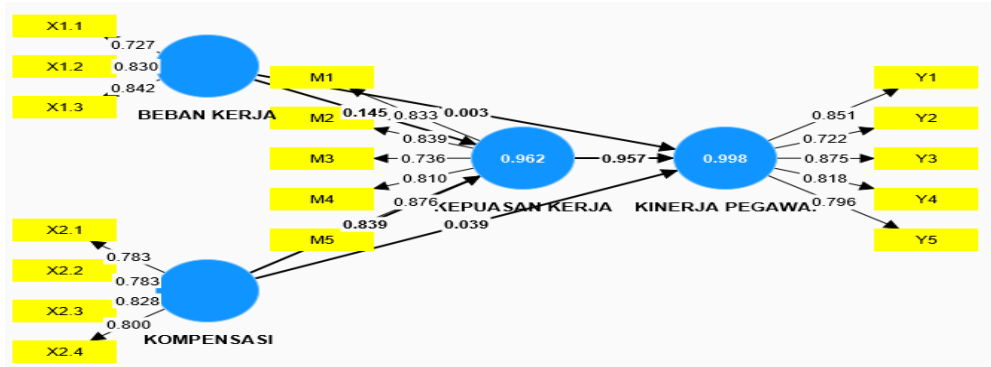 X1.1
0.727
X1.2
0.830
X1.3
0.842
BEBAN KERJA
M1
0.833
M2
0.839
M3
0.736
M4
0.810
M5
0.876
0.145
0.003
0.962
KEPUASAN KERJA
0.957
0.998
KINERJA PEGAWA
0.839
0.039
Y1
0.851
Y2
0.722
Y3
0.875
Y4
0.818
Y5
0.796
X2.1
0.783
X2.2
0.783
X2.3
0.828
X2.4
0.800
KOMPENSASI